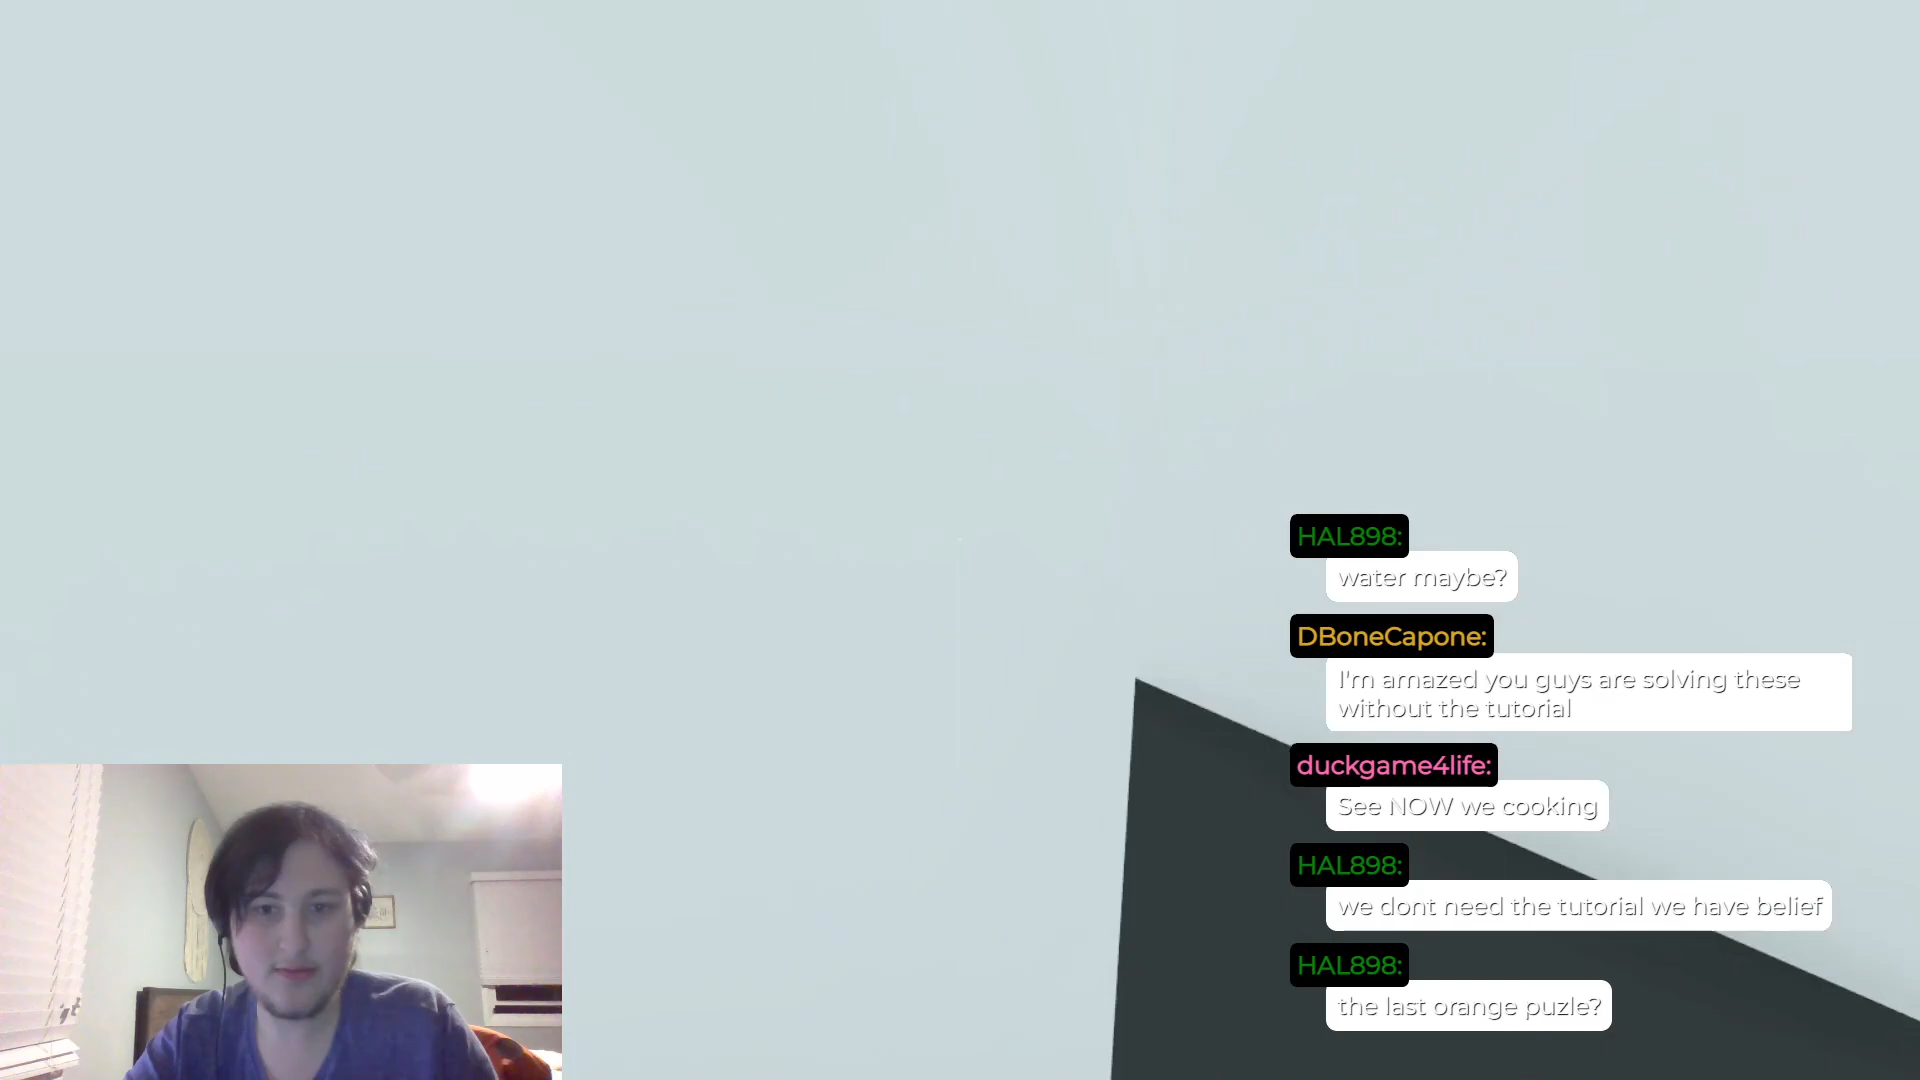 HAL898:
water maybe?
DBoneCapone:
I'm amazed you guys are solving these
without the tutorial
duckgame4life:
See NOW we cooking
HAL898:
we dont need the tutorial we have belief
HAL898:
the last orange puzle?